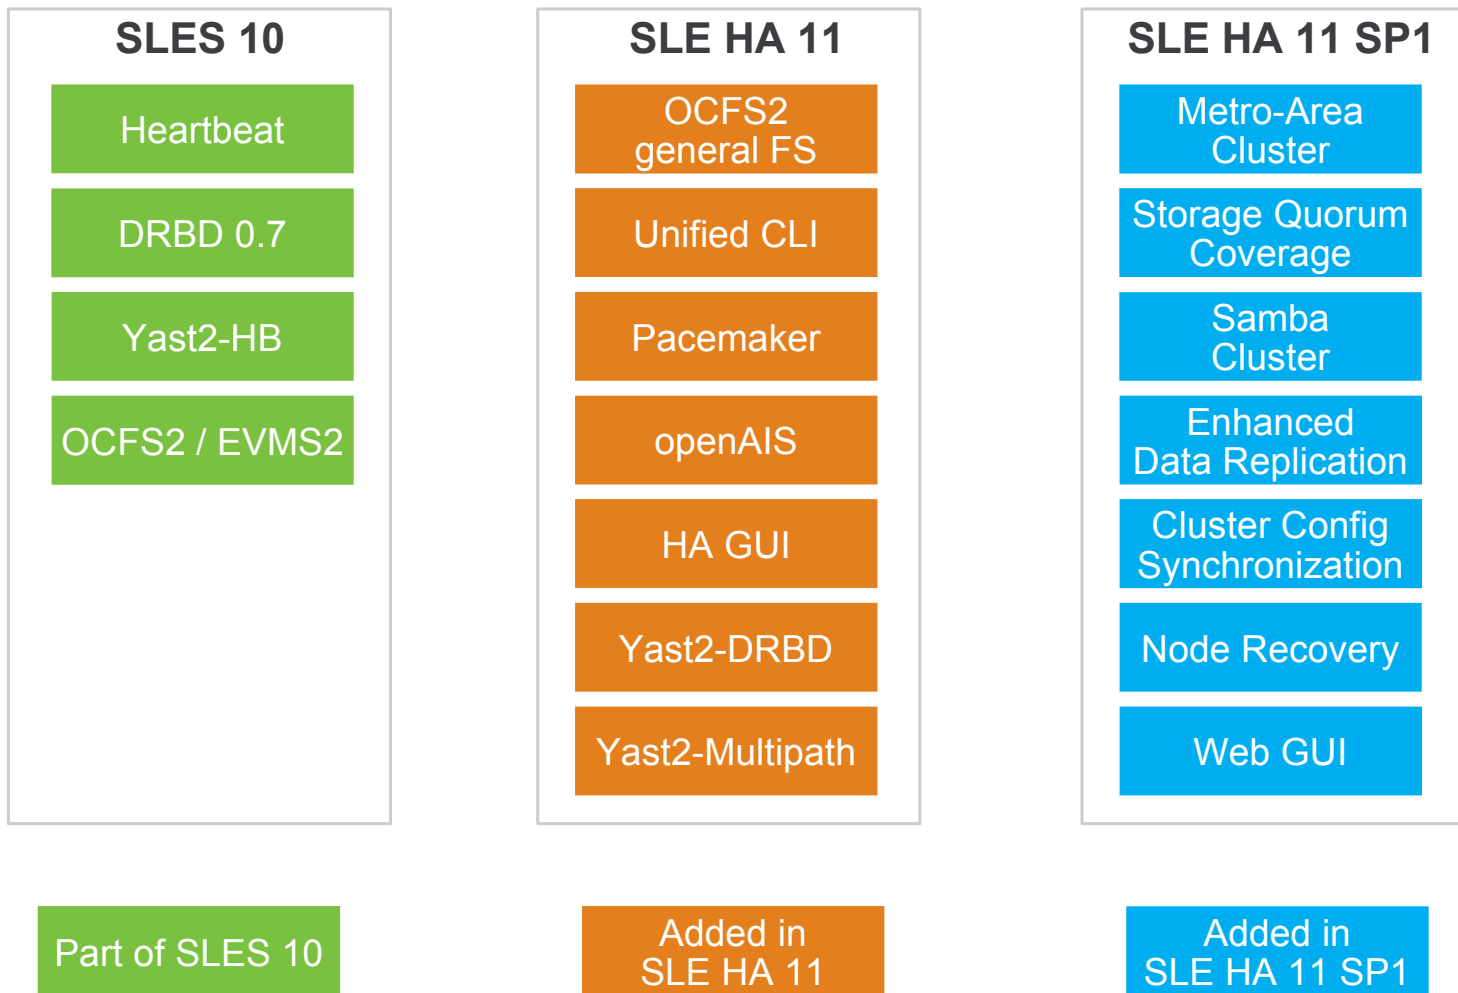 SLES 10
Heartbeat
DRBD 0.7
Yast2-HB
OCFS2 / EVMS2
SLE HA 11
OCFS2
general FS
Unified CLI
Pacemaker
openAIS
HA GUI
Yast2-DRBD
Yast2-Multipath
SLE HA 11 SP1
Metro-Area
Cluster
Storage Quorum
Coverage
Samba
Cluster
Enhanced
Data Replication
Cluster Config
Synchronization
Node Recovery
Web GUI
Part of SLES 10
Added in
SLE HA 11
Added in
SLE HA 11 SP1